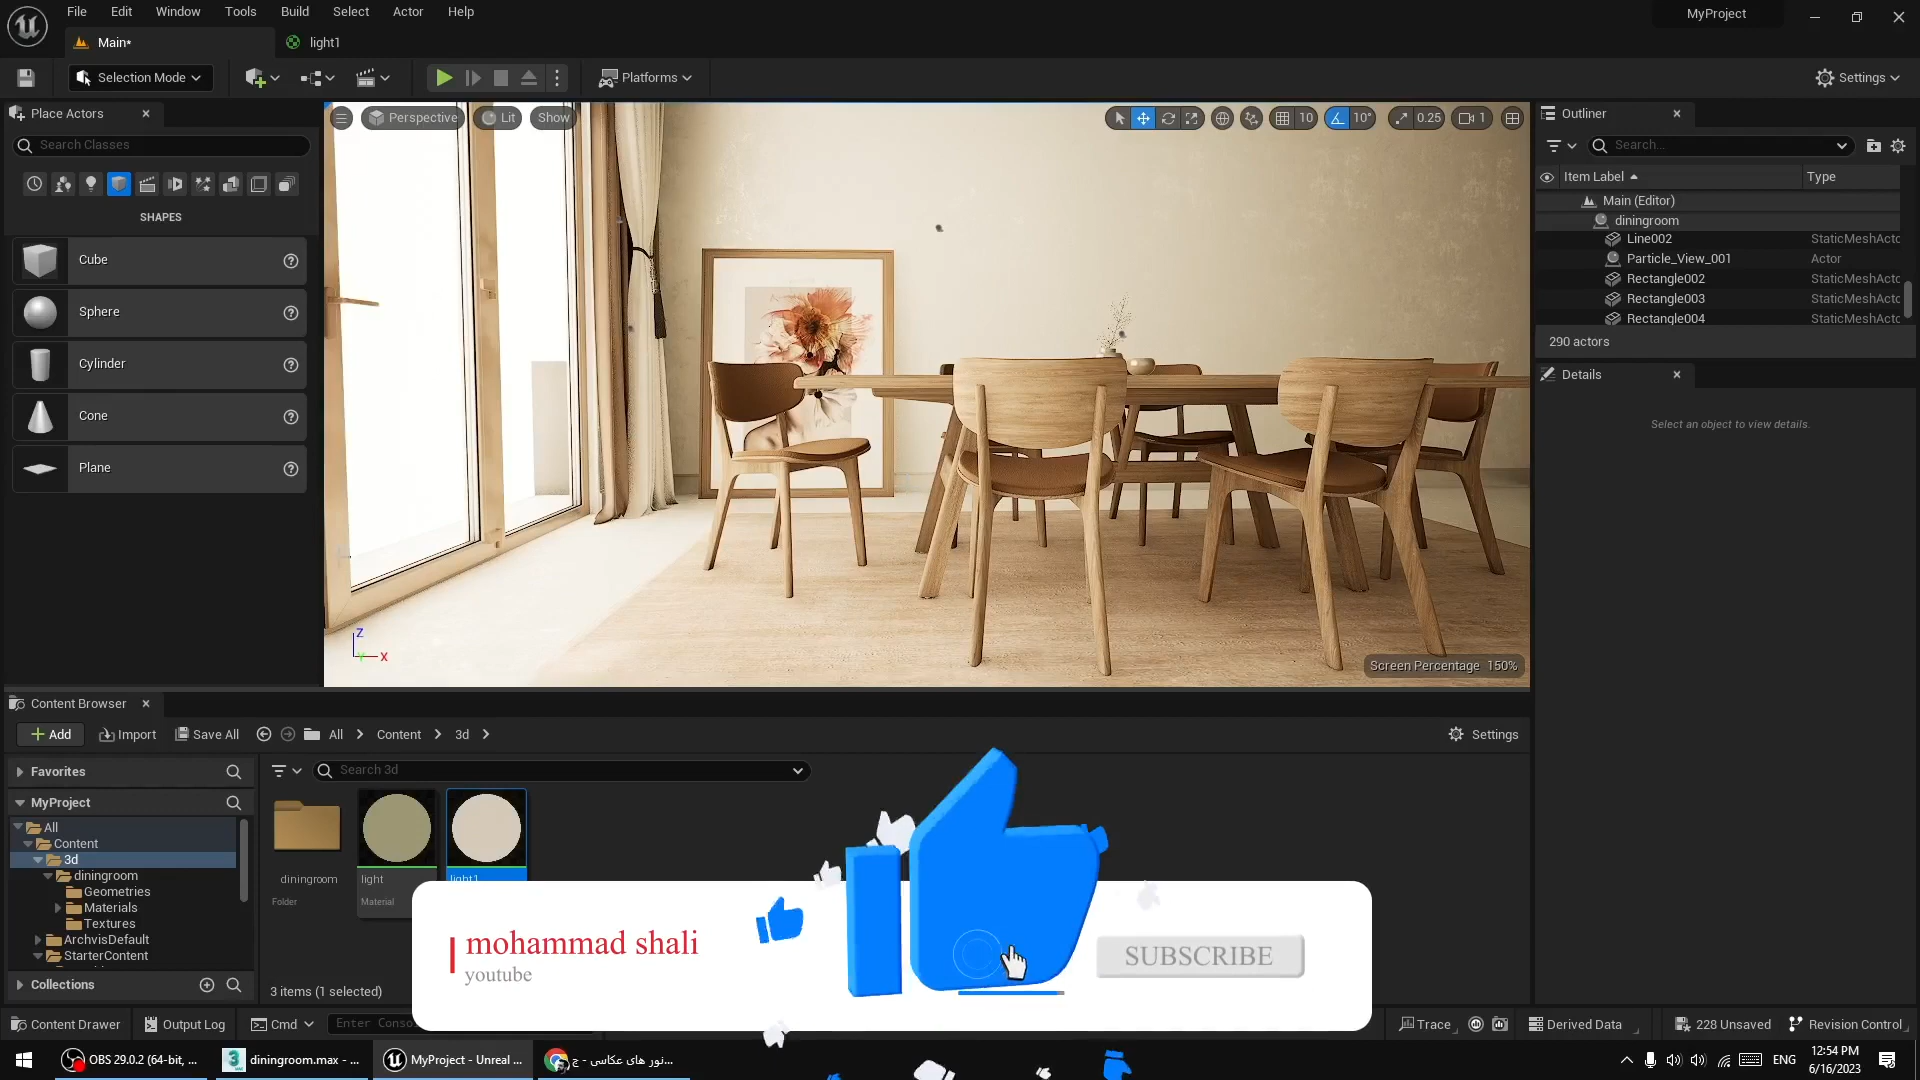 File Edit Window Tools Build Select Actor Help
MyProject
Main*
light1
Selection Mode
Platforms
Settings
Place Actors
Search Classes
SHAPES
Cube
Sphere
Cylinder
Cone
Plane
Perspective
Lit
Show
10
10°
0.25
1
Z
Y
X
Screen Percentage 150%
Outliner
Search...
Item Label
Type
Main (Editor)
diningroom
Line002 StaticMeshActo
Particle_View_001 Actor
Rectangle002 StaticMeshActo
Rectangle003 StaticMeshActo
Rectangle004 StaticMeshActo
290 actors
Details
Select an object to view details.
Content Browser
Add
Import
Save All
All
Content
3d
Settings
Favorites
MyProject
All
Content
3d
diningroom
Geometries
Materials
Textures
ArchvisDefault
StarterContent
Collections
Search 3d
diningroom
Folder
light
Material
light1
3 items (1 selected)
mohammad shali
youtube
SUBSCRIBE
Content Drawer
Output Log
Cmd
Enter Conso
Trace
Derived Data
228 Unsaved
Revision Control
OBS 29.0.2 (64-bit, ...
diningroom.max - ...
MyProject - Unreal ...
نور های عکاسی - ج...
ENG
12:54 PM
6/16/2023